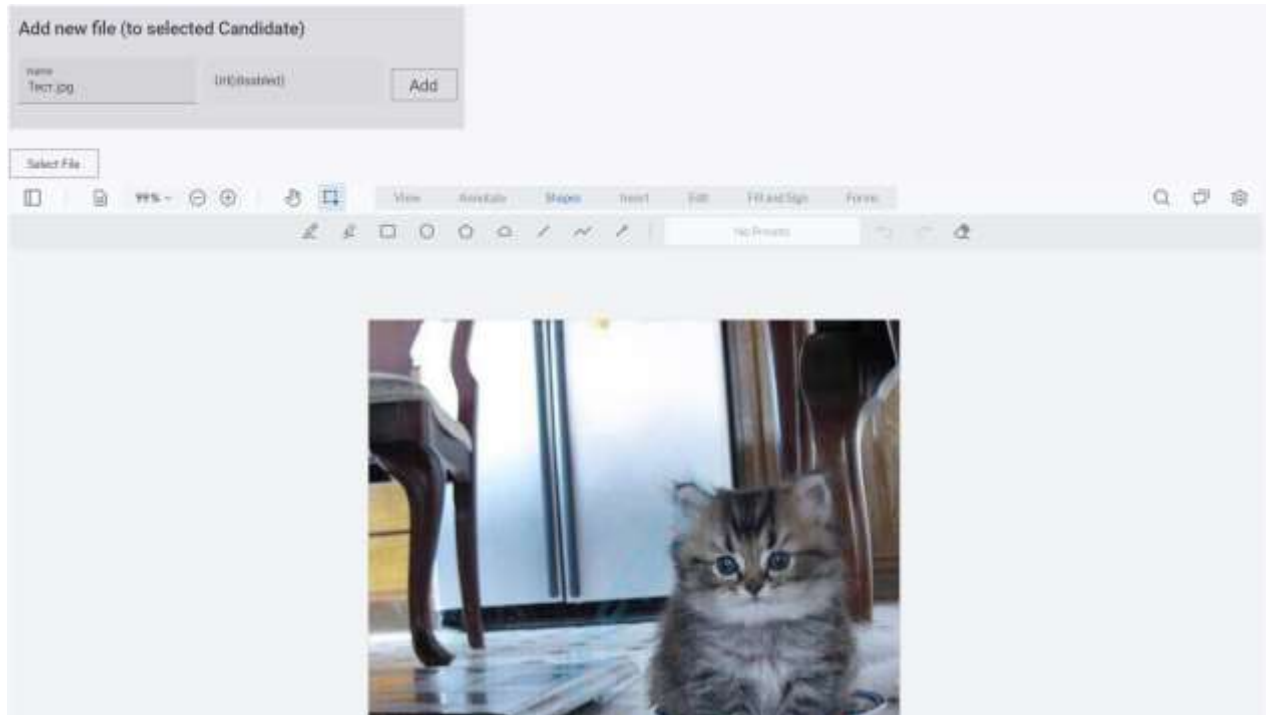 Add new file (to selected Candidate)
name
Тест.jpg
Url(disabled)
Add
Select File
99%
View Annotate Shapes Insert Edit Fill and Sign Forms
No Presets